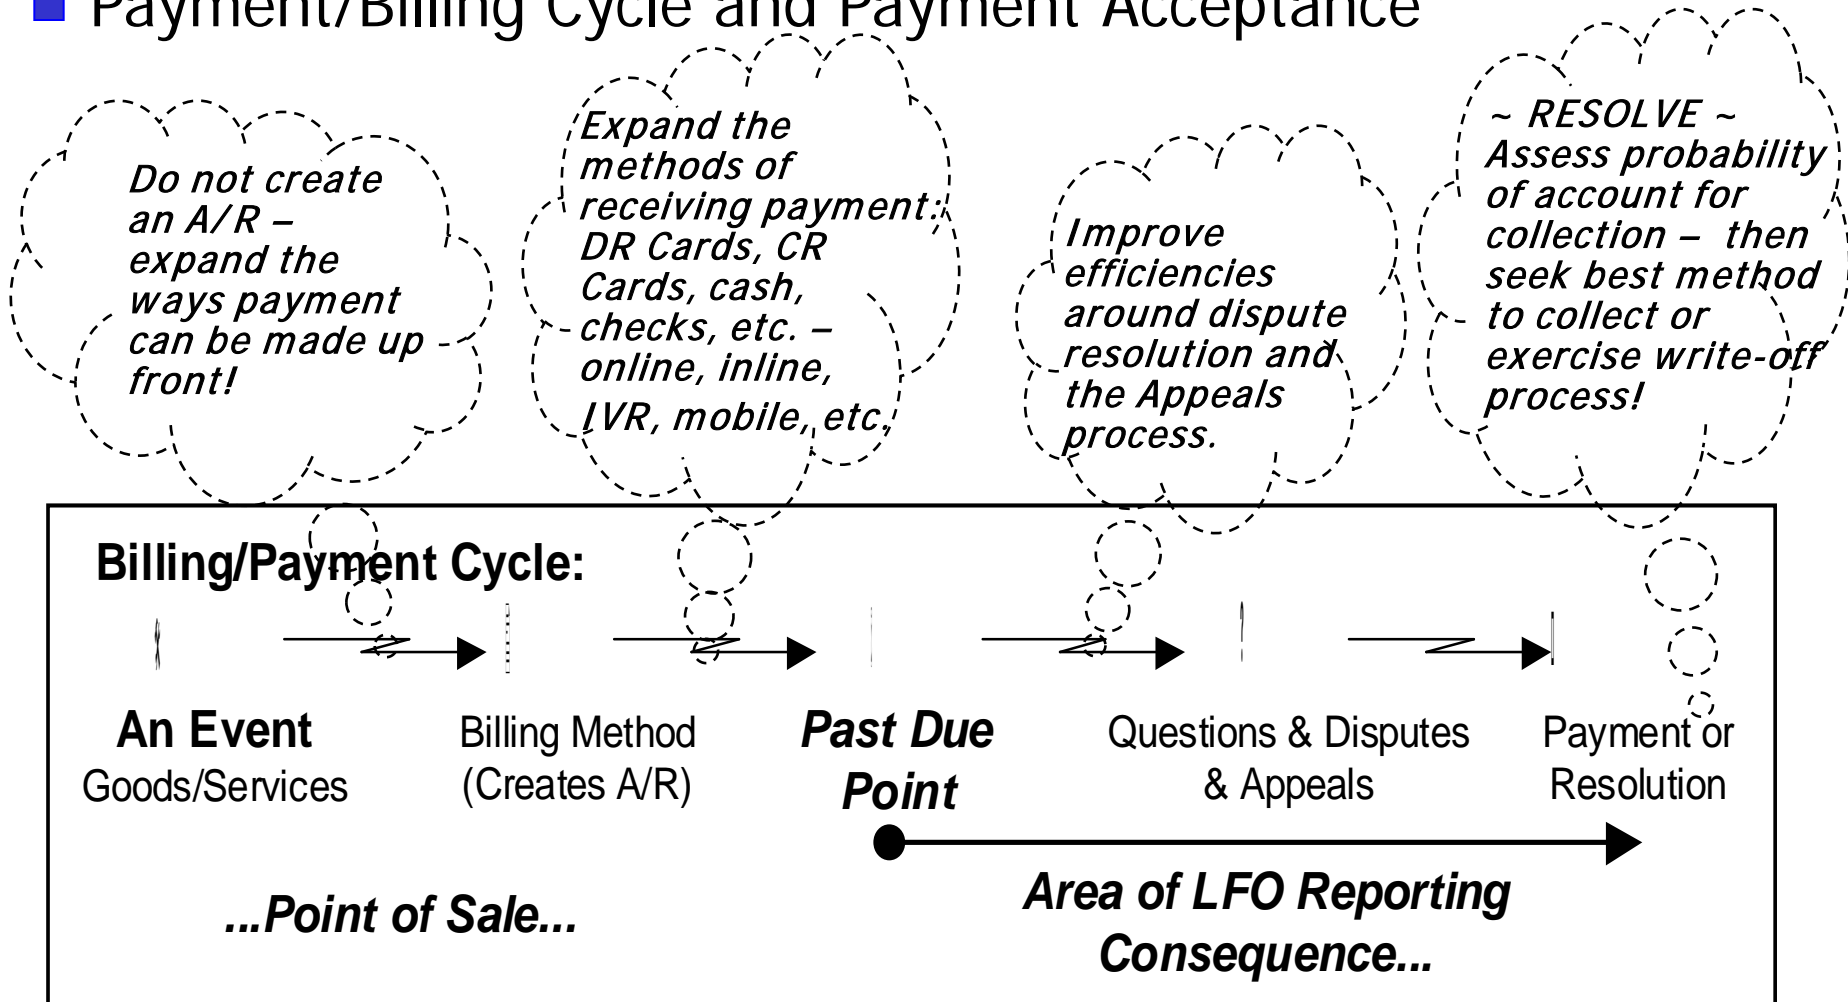 Payment/Billing Cycle and Payment Acceptance
Do not create
an A/R –
expand the
ways payment
can be made up
front!
Expand the
methods of
receiving payment:
DR Cards, CR
Cards, cash,
checks, etc. –
online, inline,
IVR, mobile, etc.
Improve
efficiencies
around dispute
resolution and
the Appeals
process.
~ RESOLVE ~
Assess probability
of account for
collection – then
seek best method
to collect or
exercise write-off
process!
Billing/Payment Cycle:
An Event
Goods/Services
Billing Method
(Creates A/R)
Past Due
Point
Questions & Disputes
& Appeals
Payment or
Resolution
...Point of Sale...
Area of LFO Reporting
Consequence...